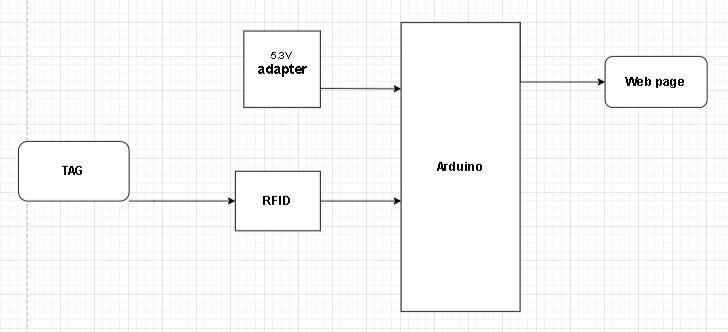 5.3V
adapter
Web page
TAG
Arduino
RFID